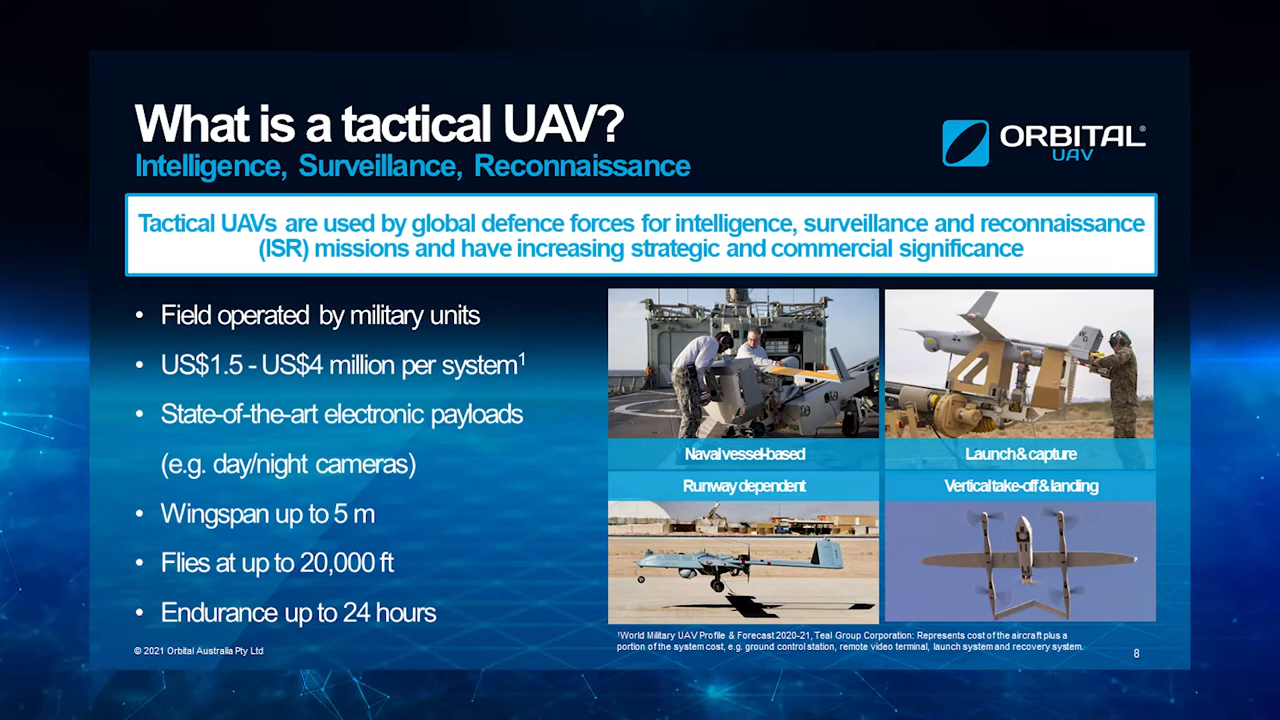 What is a tactical UAV?
Intelligence, Surveillance, Reconnaissance
ORBITAL®
UAV
Tactical UAVs are used by global defence forces for intelligence, surveillance and reconnaissance
(ISR) missions and have increasing strategic and commercial significance
• Field operated by military units
• US$1.5 - US$4 million per system¹
• State-of-the-art electronic payloads
(e.g. day/night cameras)
• Wingspan up to 5 m
• Flies at up to 20,000 ft
• Endurance up to 24 hours
Naval vessel-based
Launch & capture
Runway dependent
Vertical take-off & landing
¹World Military UAV Profile & Forecast 2020-21, Teal Group Corporation: Represents cost of the aircraft plus a
portion of the system cost, e.g. ground control station, remote video terminal, launch system and recovery system.
© 2021 Orbital Australia Pty Ltd
8